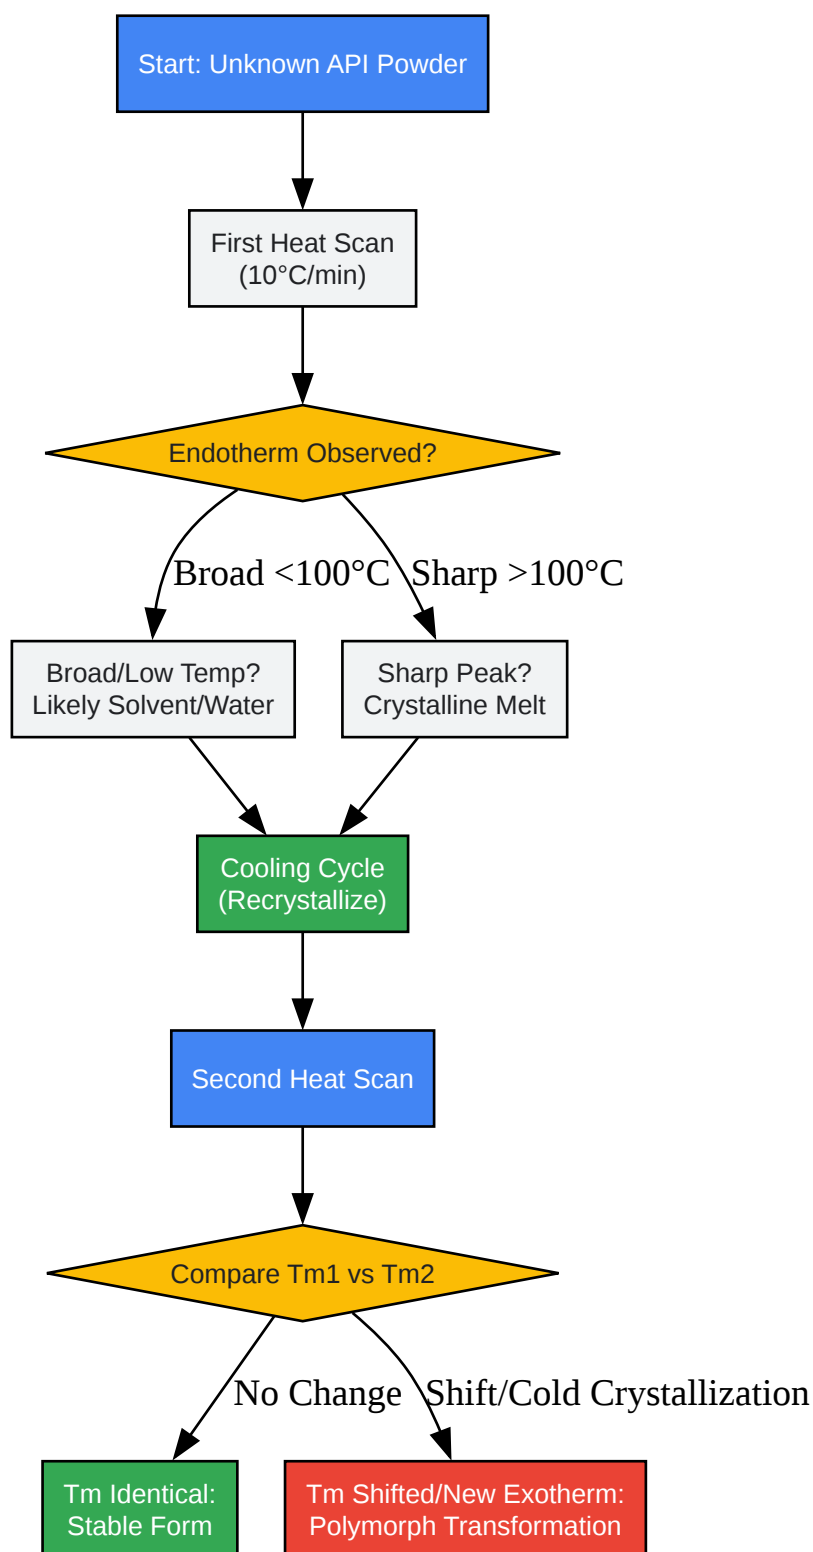 Start: Unknown API Powder
First Heat Scan
(10°C/min)
Endotherm Observed?
Broad <100°C
Sharp >100°C
Broad/Low Temp?
Likely Solvent/Water
Sharp Peak?
Crystalline Melt
Cooling Cycle
(Recrystallize)
Second Heat Scan
Compare Tm1 vs Tm2
No Change
Shift/Cold Crystallization
Tm Identical:
Stable Form
Tm Shifted/New Exotherm:
Polymorph Transformation